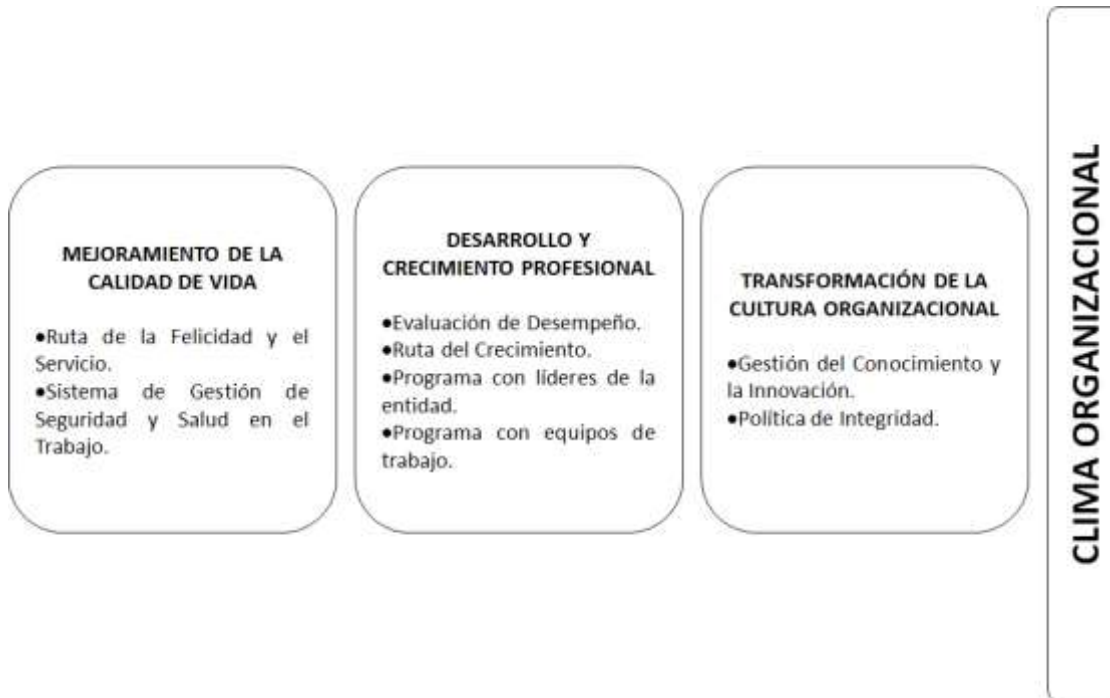 MEJORAMIENTO DE LA
CALIDAD DE VIDA
●Ruta de la Felicidad y el
Servicio.
●Sistema de Gestión de
Seguridad y Salud en el
Trabajo.
DESARROLLO Y
CRECIMIENTO PROFESIONAL
●Evaluación de Desempeño.
●Ruta del Crecimiento.
●Programa con líderes de la
entidad.
●Programa con equipos de
trabajo.
TRANSFORMACIÓN DE LA
CULTURA ORGANIZACIONAL
●Gestión del Conocimiento y
la Innovación.
●Política de Integridad.
CLIMA ORGANIZACIONAL